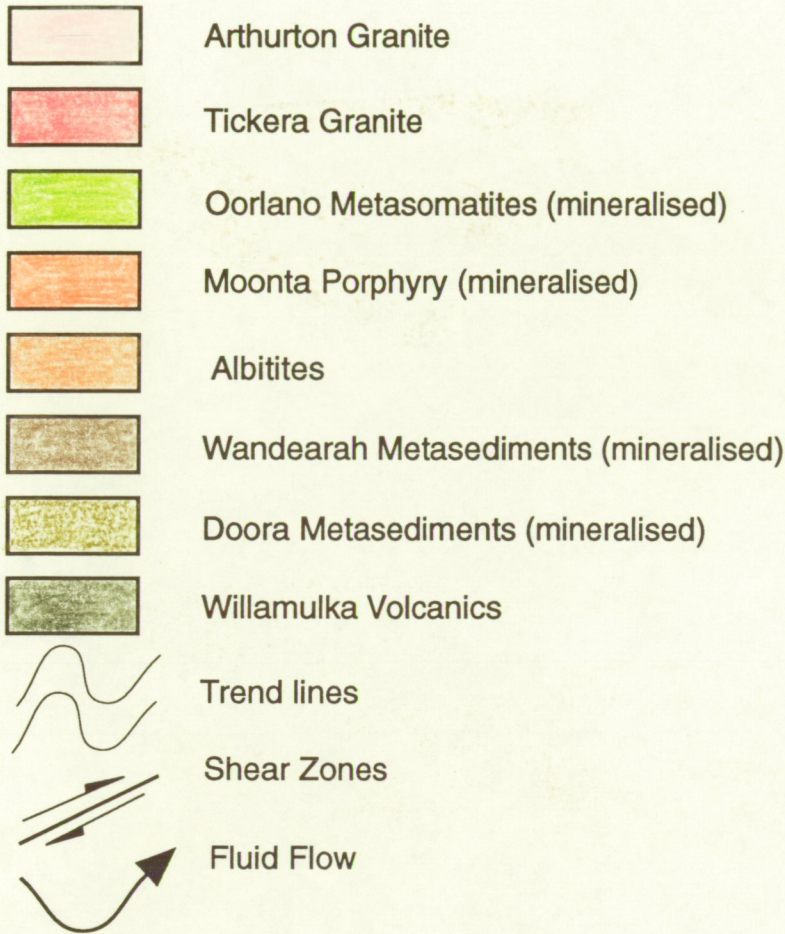 Arthurton Granite
Tickera Granite
Oorlano Metasomatites (mineralised)
Moonta Porphyry (mineralised)
Albitites
Wandearah Metasediments (mineralised)
Doora Metasediments (mineralised)
Willamulka Volcanics
Trend lines
Shear Zones
Fluid Flow